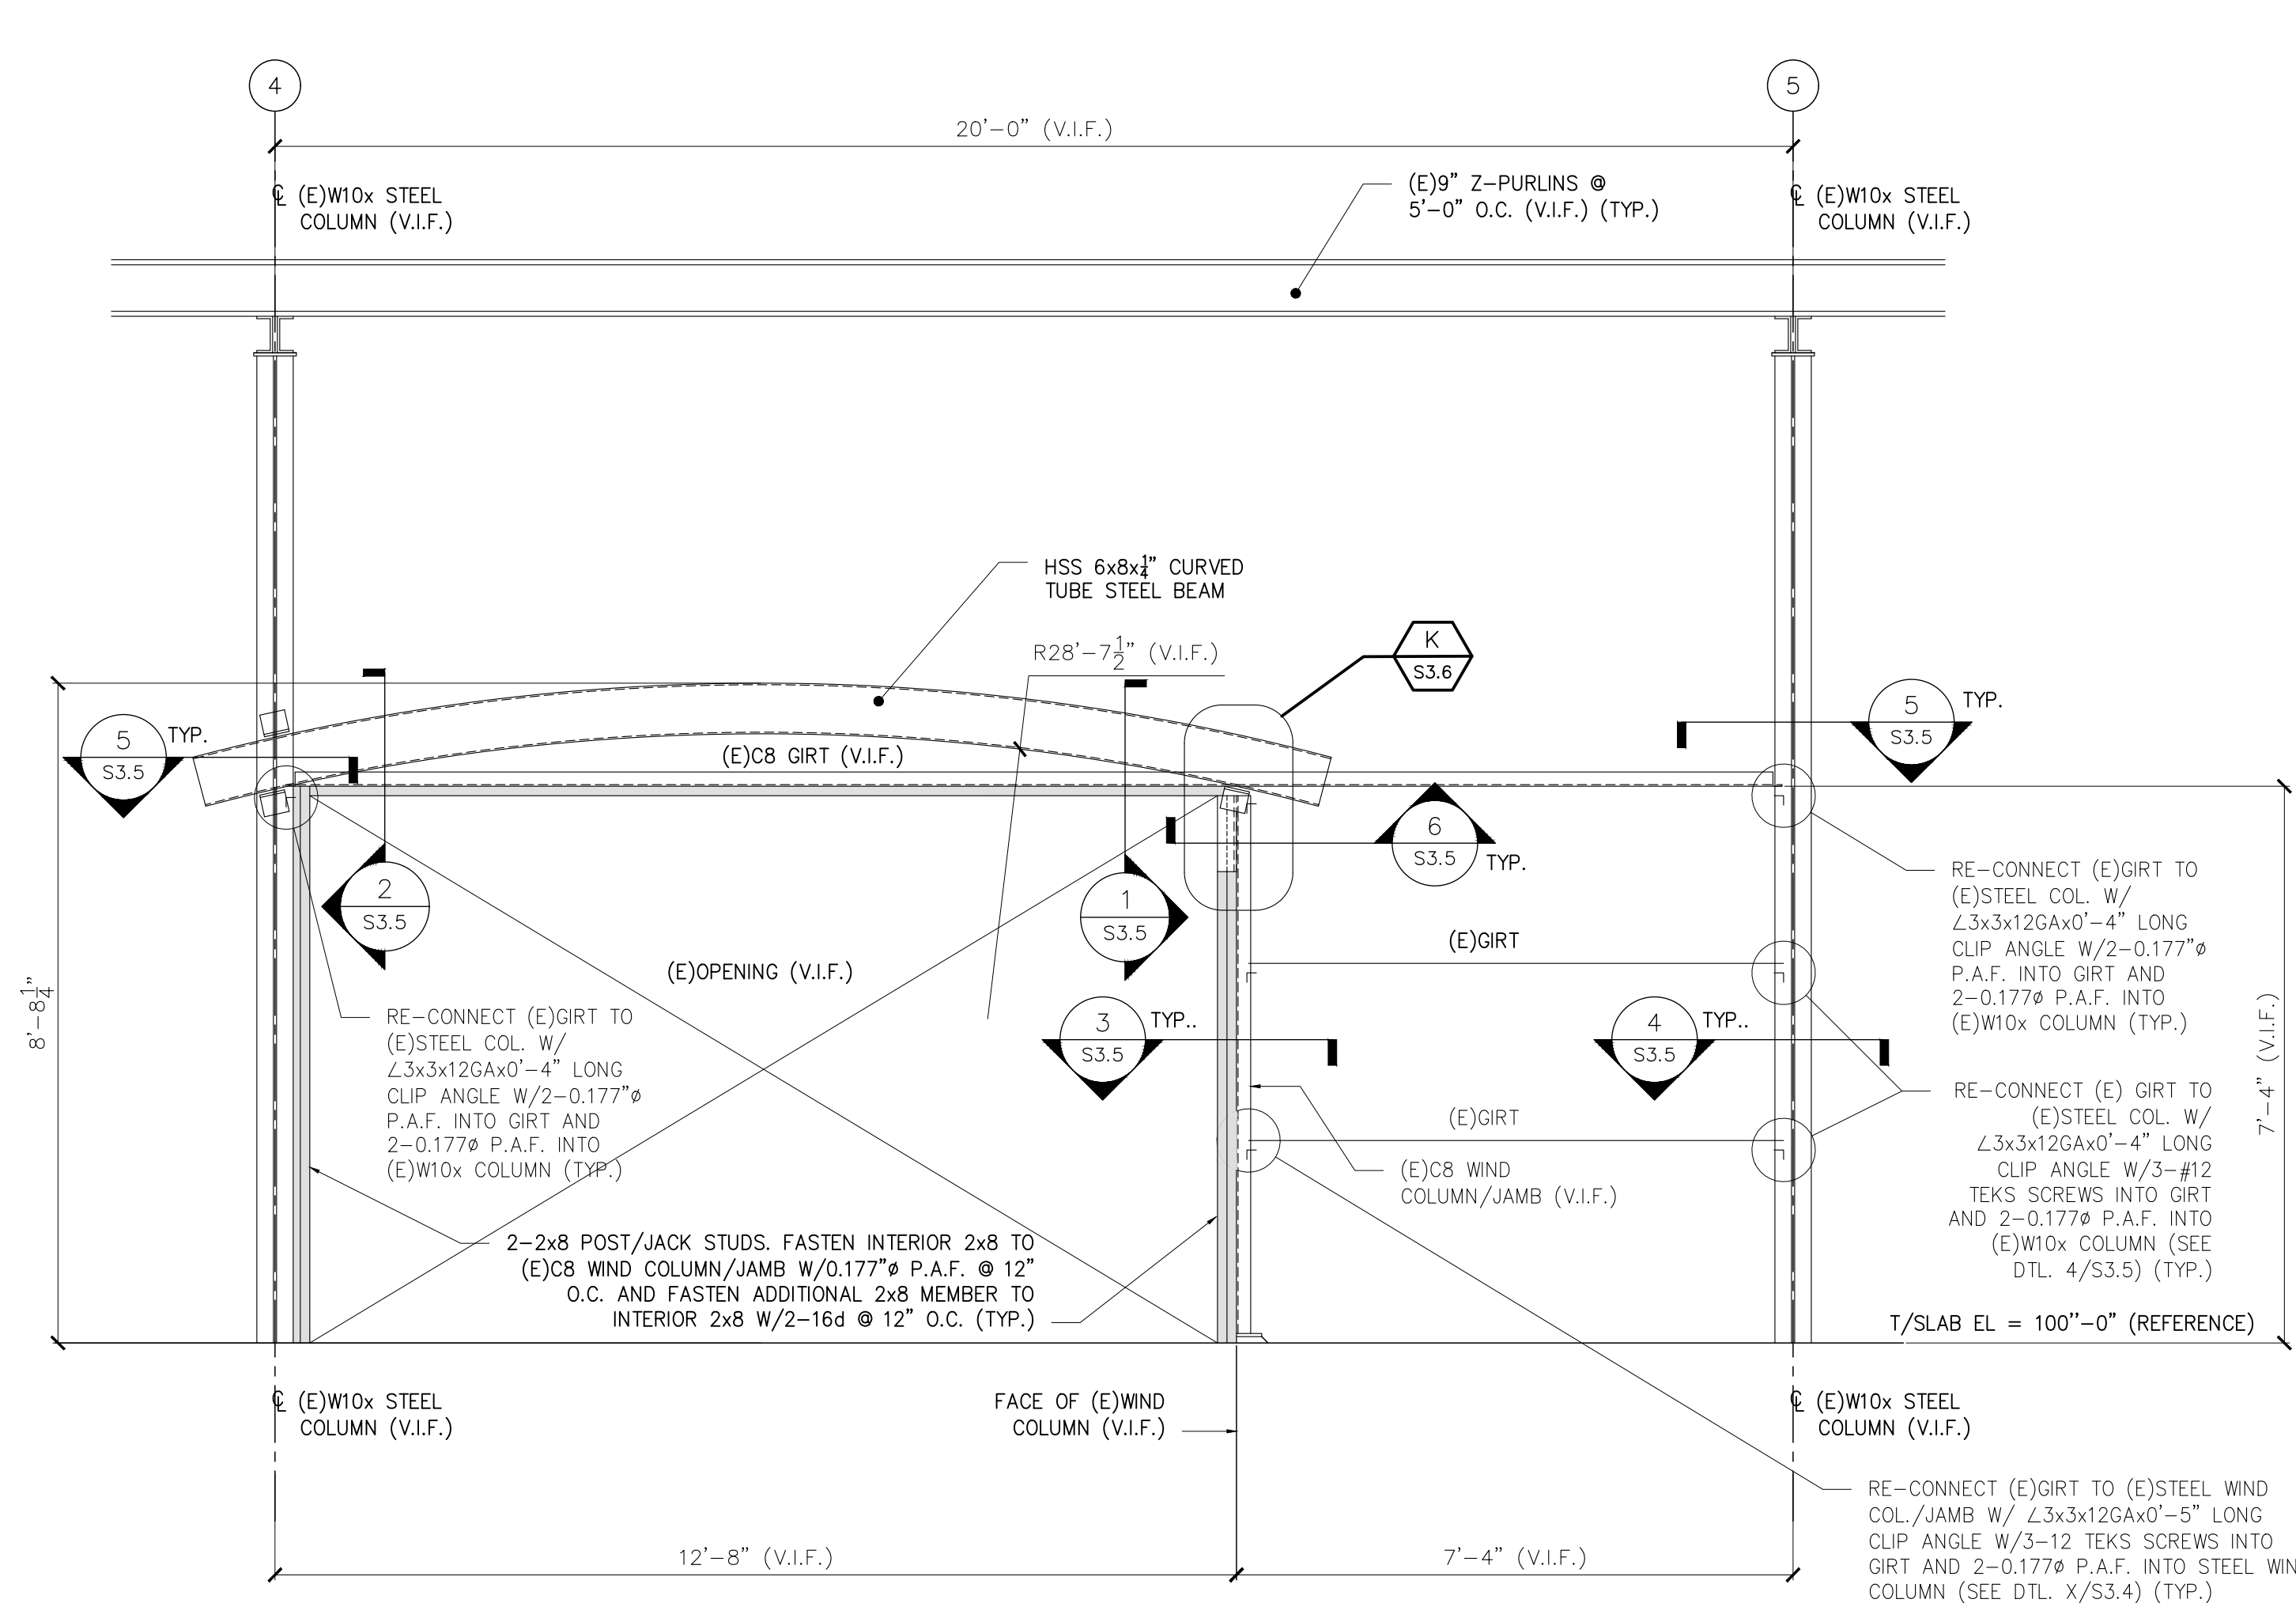 4
5
20'-0" (V.I.F.)
℄ (E)W10x STEEL
COLUMN (V.I.F.)
(E)9" Z-PURLINS @
5'-0" O.C. (V.I.F.) (TYP.)
℄ (E)W10x STEEL
COLUMN (V.I.F.)
HSS 6x8x1/4" CURVED
TUBE STEEL BEAM
R28'-7 1/2" (V.I.F.)
K
S3.6
5
S3.5
TYP.
(E)C8 GIRT (V.I.F.)
5
S3.5
TYP.
6
S3.5
TYP.
2
S3.5
1
S3.5
8'-8 1/4"
(E)OPENING (V.I.F.)
(E)GIRT
RE-CONNECT (E)GIRT TO
(E)STEEL COL. W/
∠3x3x12GAx0'-4" LONG
CLIP ANGLE W/2-0.177"ø
P.A.F. INTO GIRT AND
2-0.177ø P.A.F. INTO
(E)W10x COLUMN (TYP.)
RE-CONNECT (E)GIRT TO
(E)STEEL COL. W/
∠3x3x12GAx0'-4" LONG
CLIP ANGLE W/2-0.177"ø
P.A.F. INTO GIRT AND
2-0.177ø P.A.F. INTO
(E)W10x COLUMN (TYP.)
3
S3.5
TYP..
4
S3.5
TYP..
7'-4" (V.I.F.)
(E)GIRT
(E)C8 WIND
COLUMN/JAMB (V.I.F.)
RE-CONNECT (E) GIRT TO
(E)STEEL COL. W/
∠3x3x12GAx0'-4" LONG
CLIP ANGLE W/3-#12
TEKS SCREWS INTO GIRT
AND 2-0.177ø P.A.F. INTO
(E)W10x COLUMN (SEE
DTL. 4/S3.5) (TYP.)
2-2x8 POST/JACK STUDS. FASTEN INTERIOR 2x8 TO
(E)C8 WIND COLUMN/JAMB W/0.177"ø P.A.F. @ 12"
O.C. AND FASTEN ADDITIONAL 2x8 MEMBER TO
INTERIOR 2x8 W/2-16d @ 12" O.C. (TYP.)
T/SLAB EL = 100"-0" (REFERENCE)
℄ (E)W10x STEEL
COLUMN (V.I.F.)
FACE OF (E)WIND
COLUMN (V.I.F.)
℄ (E)W10x STEEL
COLUMN (V.I.F.)
RE-CONNECT (E)GIRT TO (E)STEEL WIND
COL./JAMB W/ ∠3x3x12GAx0'-5" LONG
CLIP ANGLE W/3-12 TEKS SCREWS INTO
GIRT AND 2-0.177ø P.A.F. INTO STEEL WIN
COLUMN (SEE DTL. X/S3.4) (TYP.)
12'-8" (V.I.F.)
7'-4" (V.I.F.)